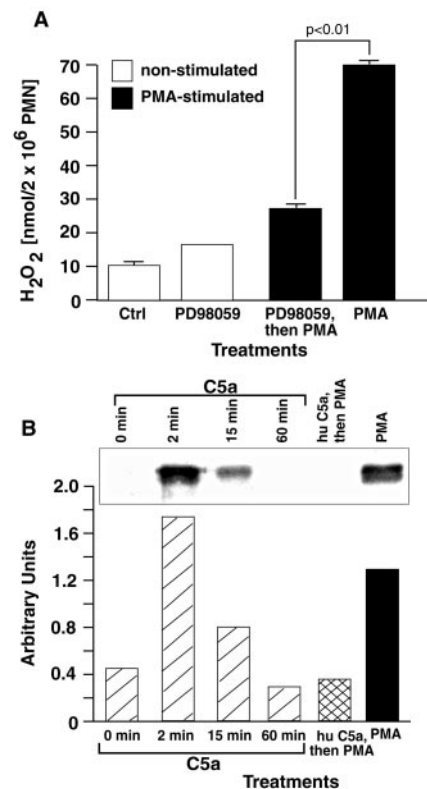 A
p<0.01
non-stimulated
PMA-stimulated
H2O2 [nmol/2 x 10^6 PMN]
70
60
50
40
30
20
10
0
Ctrl
PD98059
PD98059,
then PMA
PMA
Treatments
B
C5a
0 min
2 min
15 min
60 min
hu C5a,
then PMA
PMA
Arbitrary Units
2.0
1.6
1.2
0.8
0.4
0
0 min
2 min
15 min
60 min
hu C5a,
then PMA
PMA
C5a
Treatments